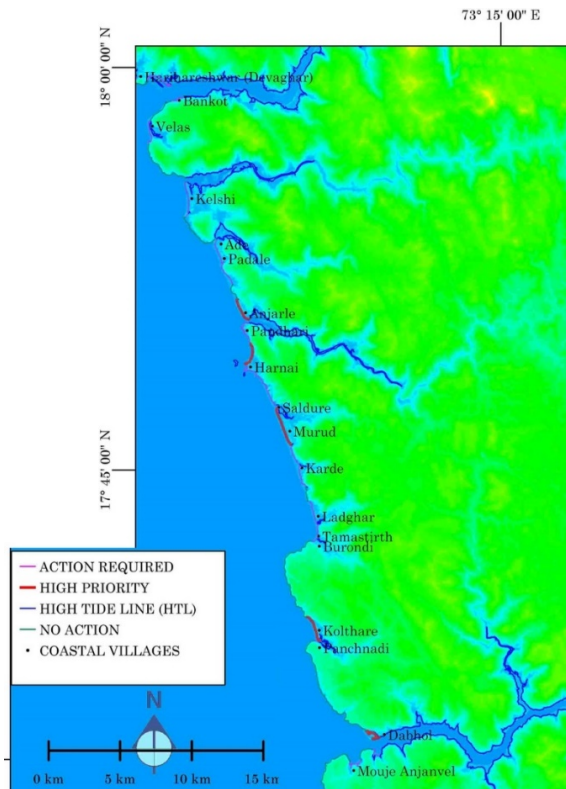 73° 15' 00" E
18° 00' 00" N
Harihareshwar (Devaghar)
Bankot
Velas
Kelshi
Ade
Padale
Anjarle
Pandhari
Harnai
Saldure
Murud
17° 45' 00" N
Karde
Ladghar
Tamastirth
Burondi
ACTION REQUIRED
HIGH PRIORITY
HIGH TIDE LINE (HTL)
NO ACTION
COASTAL VILLAGES
Kolthare
Panchnadi
N
Dabhol
0 km 5 km 10 km 15 kn
Mouje Anjanvel